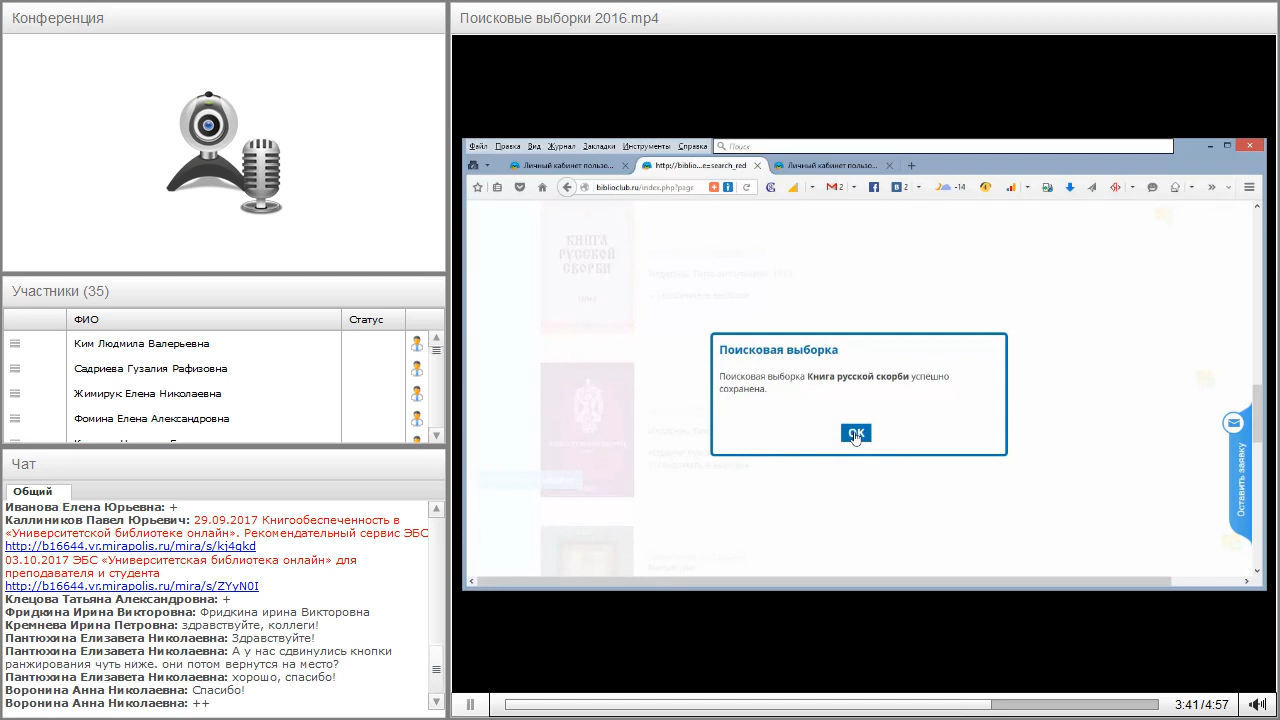 Конференция
Участники (35)
ФИО
Статус
Ким Людмила Валерьевна
Садриева Гузалия Рафизовна
Жимирук Елена Николаевна
Фомина Елена Александровна
Чат
Общий
Иванова Елена Юрьевна: +
Каллиников Павел Юрьевич: 29.09.2017 Книгообеспеченность в
«Университетской библиотеке онлайн». Рекомендательный сервис ЭБС
http://b16644.vr.mirapolis.ru/mira/s/kj4qkd
03.10.2017 ЭБС «Университетская библиотека онлайн» для
преподавателя и студента
http://b16644.vr.mirapolis.ru/mira/s/ZYyN0I
Клецова Татьяна Александровна: +
Фридкина Ирина Викторовна: Фридкина ирина Викторовна
Кремнева Ирина Петровна: здравствуйте, коллеги!
Пантюхина Елизавета Николаевна: Здравствуйте!
Пантюхина Елизавета Николаевна: А у нас сдвинулись кнопки
ранжирования чуть ниже. они потом вернутся на место?
Пантюхина Елизавета Николаевна: хорошо, спасибо!
Воронина Анна Николаевна: Спасибо!
Воронина Анна Николаевна: ++
Поисковые выборки 2016.mp4
Файл Правка Вид Журнал Закладки Инструменты Справка Поиск
Личный кабинет пользо... http://biblio...e=search_red Личный кабинет пользо...
biblioclub.ru/index.php?page
2
2
-14
КНИГА
РУССКОЙ
СКОРБИ
Поисковая выборка
Поисковая выборка Книга русской скорби успешно
сохранена.
OK
Оставить заявку
3:41/4:57